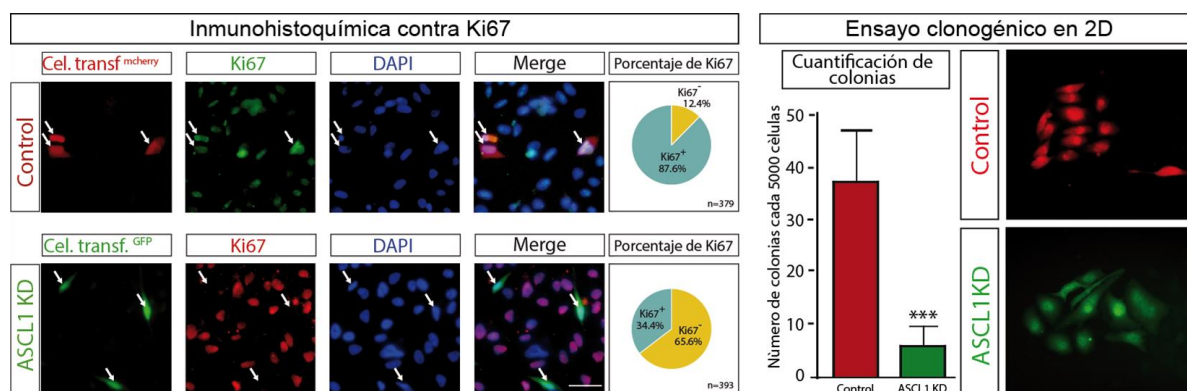 Inmunohistoquímica contra Ki67
Cel. transf mcherry
Ki67
DAPI
Merge
Porcentaje de Ki67
Control
Ki67-
12.4%
Ki67+
87.6%
n=379
Cel. transf. GFP
Ki67
DAPI
Merge
Porcentaje de Ki67
ASCL1 KD
Ki67+
34.4%
Ki67-
65.6%
n=393
Ensayo clonogénico en 2D
Cuantificación de
colonias
Número de colonias cada 5000 cèlulas
50
40
30
20
10
0
***
Control
ASCL1 KD
Control
ASCL1 KD